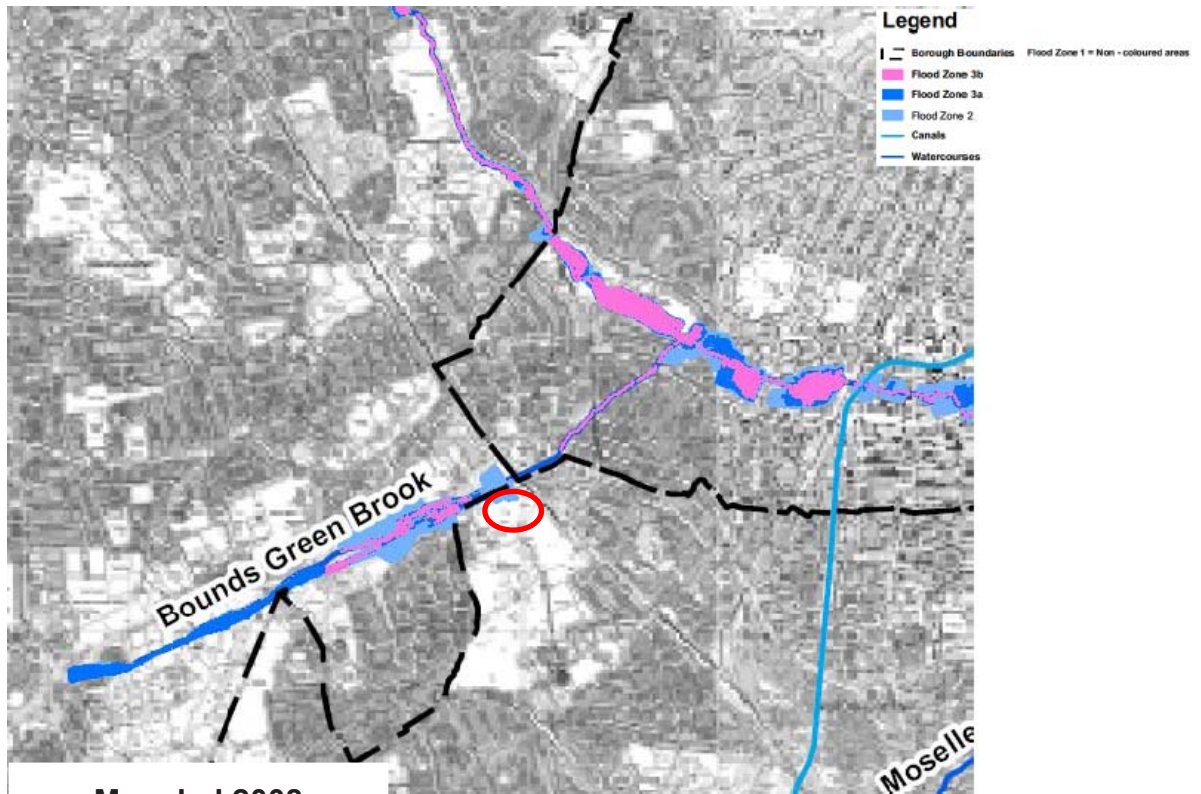 Legend
Borough Boundaries Flood Zone 1 = Non - coloured areas
Flood Zone 3b
Flood Zone 3a
Flood Zone 2
Canals
Watercourses
Bounds Green Brook
Moselle